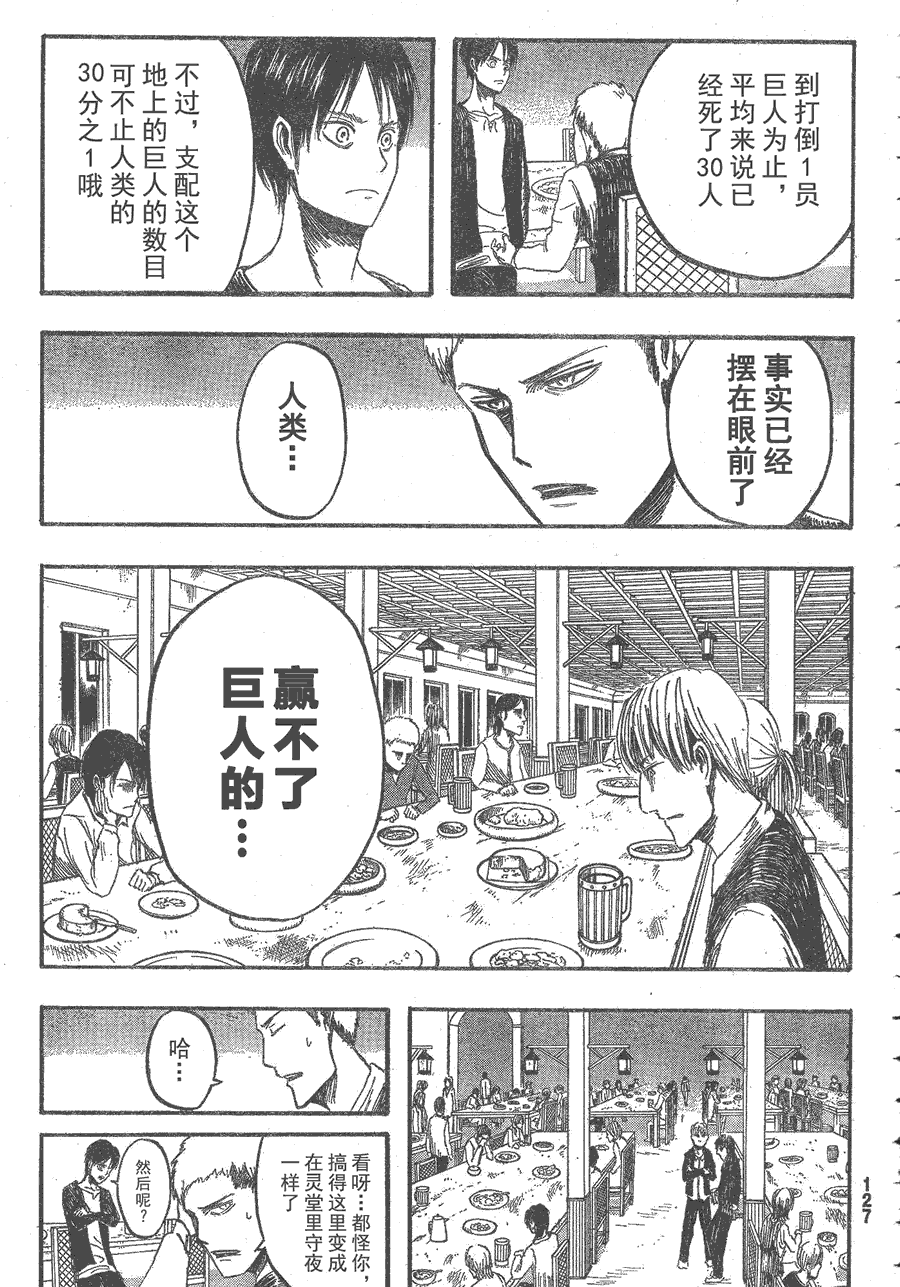 到打倒1员
巨人为止，
平均来说已
经死了30人
不过，支配这个
地上的巨人的数目
可不止人类的
30分之1哦
事实已经
摆在眼前了
人类…
赢不了
巨人的…
哈…
看呀…都怪你，
搞得这里变成
在灵堂里守夜
一样了
然后呢？
127